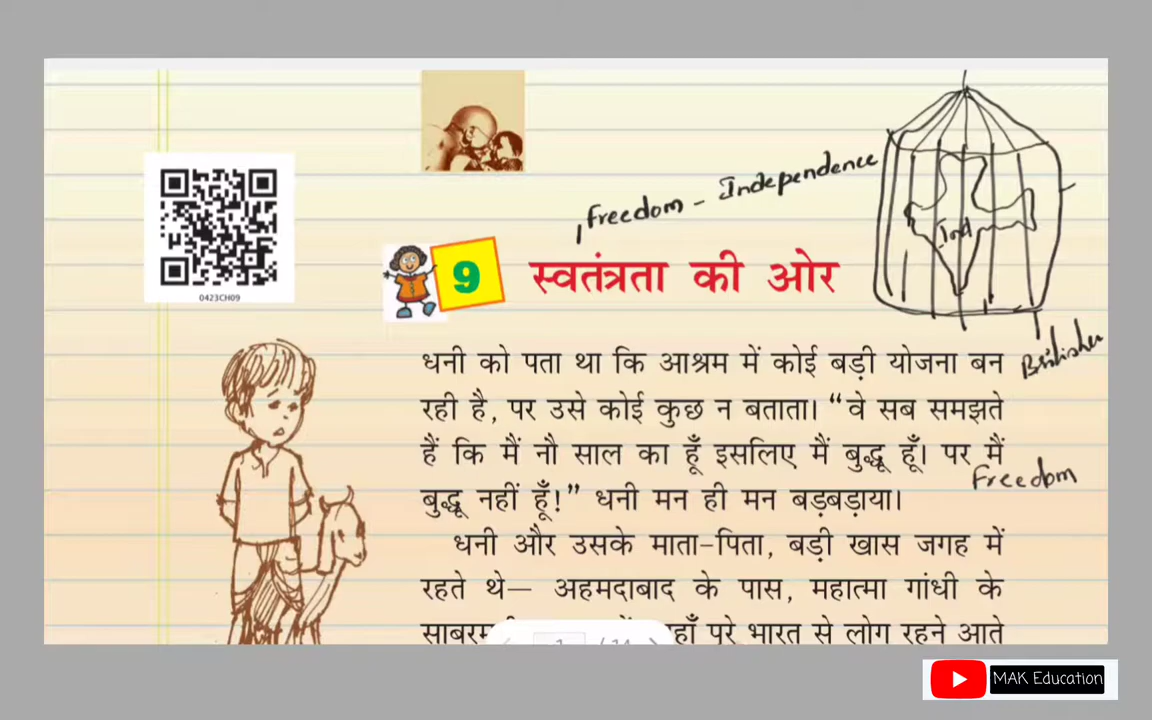 freedom - Independence
Ind
0423CH09
9
स्वतंत्रता की ओर
Britisher
धनी को पता था कि आश्रम में कोई बड़ी योजना बन
रही है, पर उसे कोई कुछ न बताता। “वे सब समझते
हैं कि मैं नौ साल का हूँ इसलिए मैं बुद्धू हूँ। पर मैं
Freedom
बुद्धू नहीं हूँ!” धनी मन ही मन बड़बड़ाया।
धनी और उसके माता-पिता, बड़ी खास जगह में
रहते थे— अहमदाबाद के पास, महात्मा गांधी के
पूरे भारत से लोग रहने आते
MAK Education